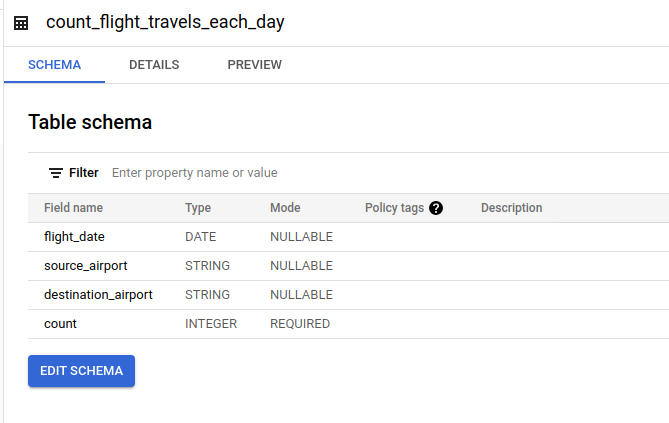 count_flight_travels_each_day
SCHEMA DETAILS PREVIEW
Table schema
Filter Enter property name or value
Field name Type Mode Policy tags ? Description
flight_date DATE NULLABLE
source_airport STRING NULLABLE
destination_airport STRING NULLABLE
count INTEGER REQUIRED
EDIT SCHEMA